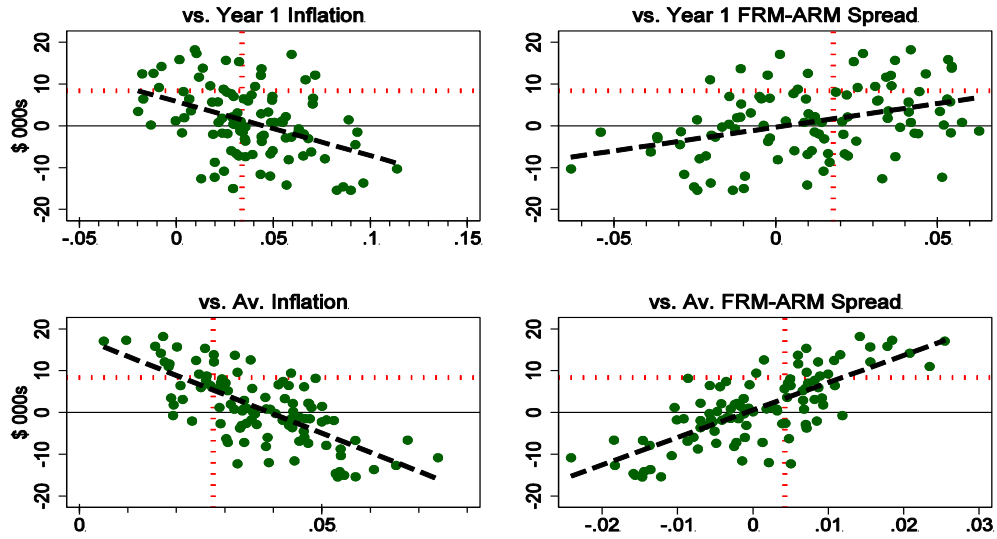 vs. Year 1 Inflation
20
10
0
-10
-20
$ 000s
-.05 0 .05 .1 .15
vs. Year 1 FRM-ARM Spread
20
10
0
-10
-20
-.05 0 .05
vs. Av. Inflation
20
10
0
-10
-20
$ 000s
0 .05
vs. Av. FRM-ARM Spread
20
10
0
-10
-20
-.02 -.01 0 .01 .02 .03